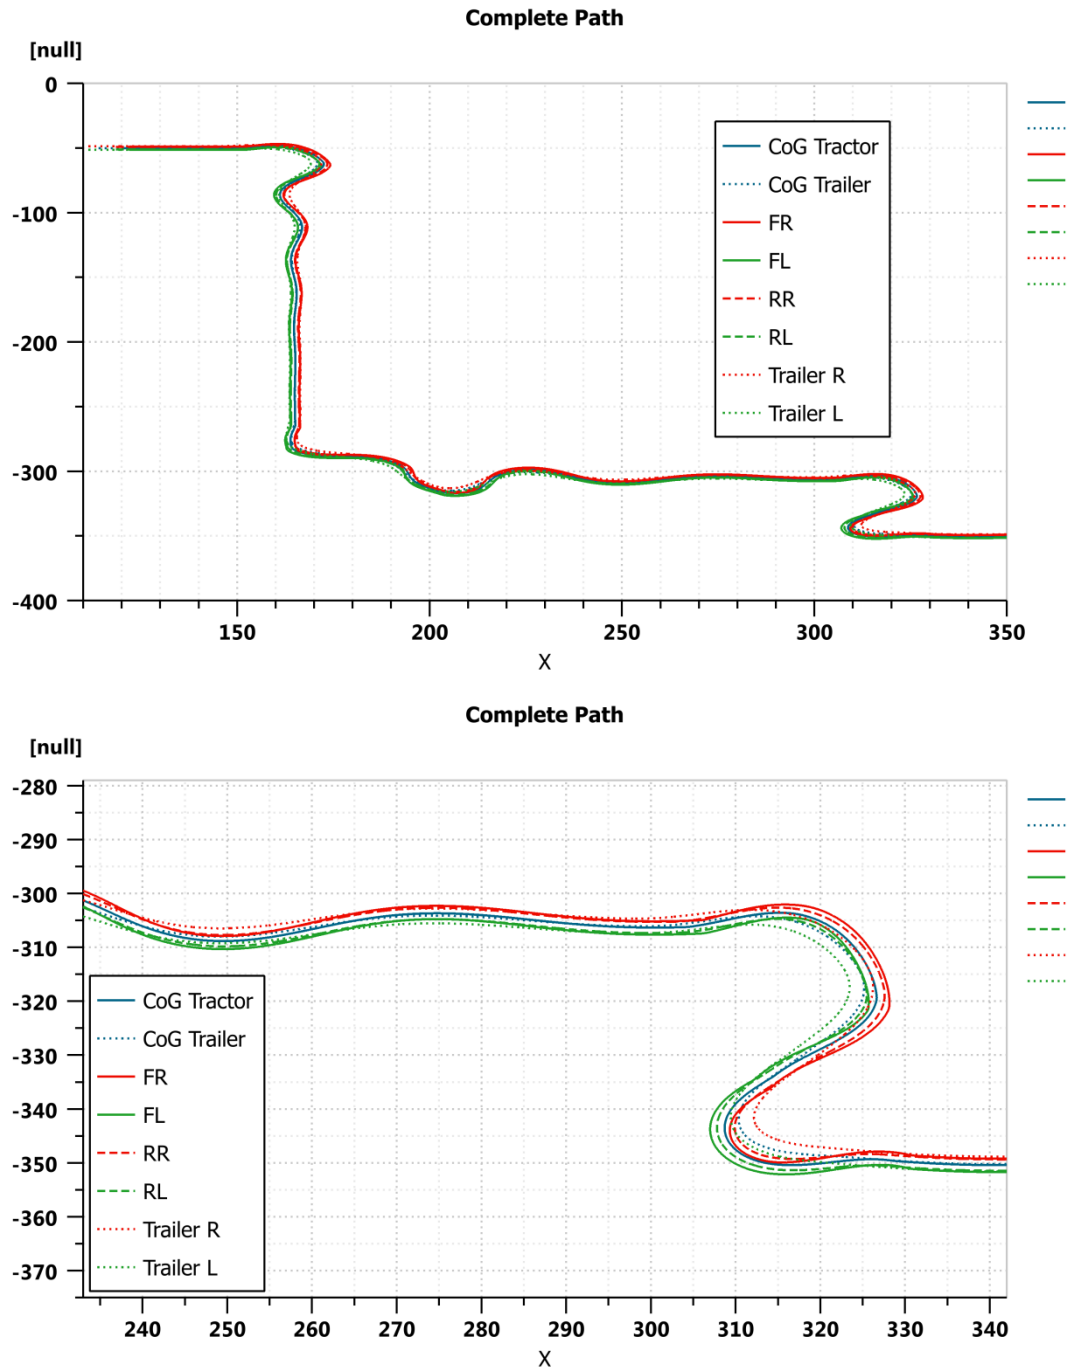 Complete Path
[null]
0
-100
-200
-300
-400
150
200
250
300
350
X
CoG Tractor
CoG Trailer
FR
FL
RR
RL
Trailer R
Trailer L
Complete Path
[null]
-280
-290
-300
-310
-320
-330
-340
-350
-360
-370
240
250
260
270
280
290
300
310
320
330
340
X
CoG Tractor
CoG Trailer
FR
FL
RR
RL
Trailer R
Trailer L